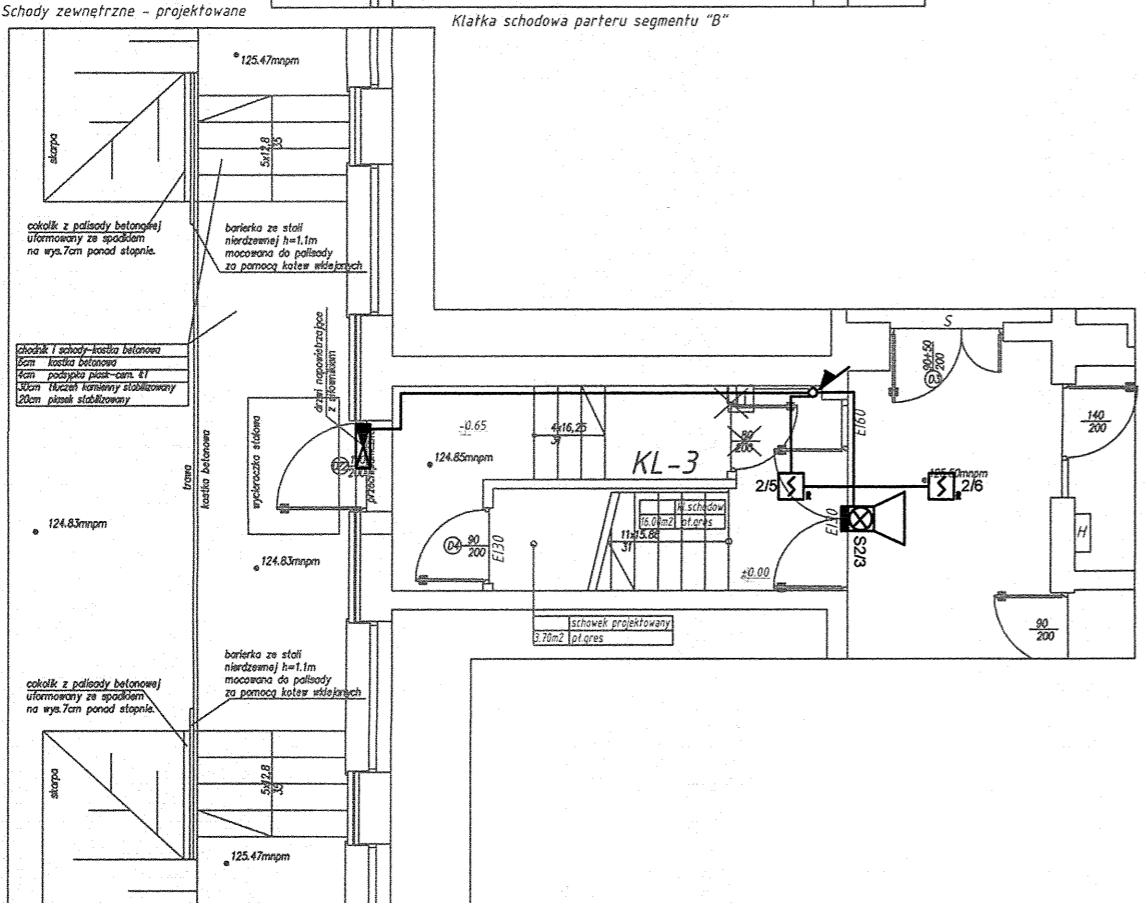 Schody zewnętrzne - projektowane
Klatka schodowa parteru segmentu "B"
125.47mnpm
skarpa
5x12,8
35
cokolik z palisady betonowej
uformowany ze spadkiem
na wys.7cm ponad stopnie.
barierka ze stali
nierdzewnej h=1.1m
mocowana do palisady
za pomocą kotew wklejanych
chodnik i schody-kostka betonowa
6cm kostka betonowa
4cm podsypka piask-cem.
30cm tłuczeń kamienny stabilizowany
20cm piasek stabilizowany
drzwi napowietrzające
z siłownikiem
trawa
kostka betonowa
wycieraczka stalowa
-0.65
4x16,25
124.85mnpm
KL-3
80
200
EI60
S
90+50
200
D3
140
200
2/5
2/6
kl.schodow
pł.gres
11x15.88
31
EI30
S2/3
H
124.83mnpm
124.83mnpm
D4
90
200
EI30
±0.00
schowek projektowany
3.70m2 pł.gres
90
200
barierka ze stali
nierdzewnej h=1.1m
mocowana do palisady
za pomocą kotew wklejanych
cokolik z palisady betonowej
uformowany ze spadkiem
na wys.7cm ponad stopnie.
skarpa
5x12,8
35
125.47mnpm